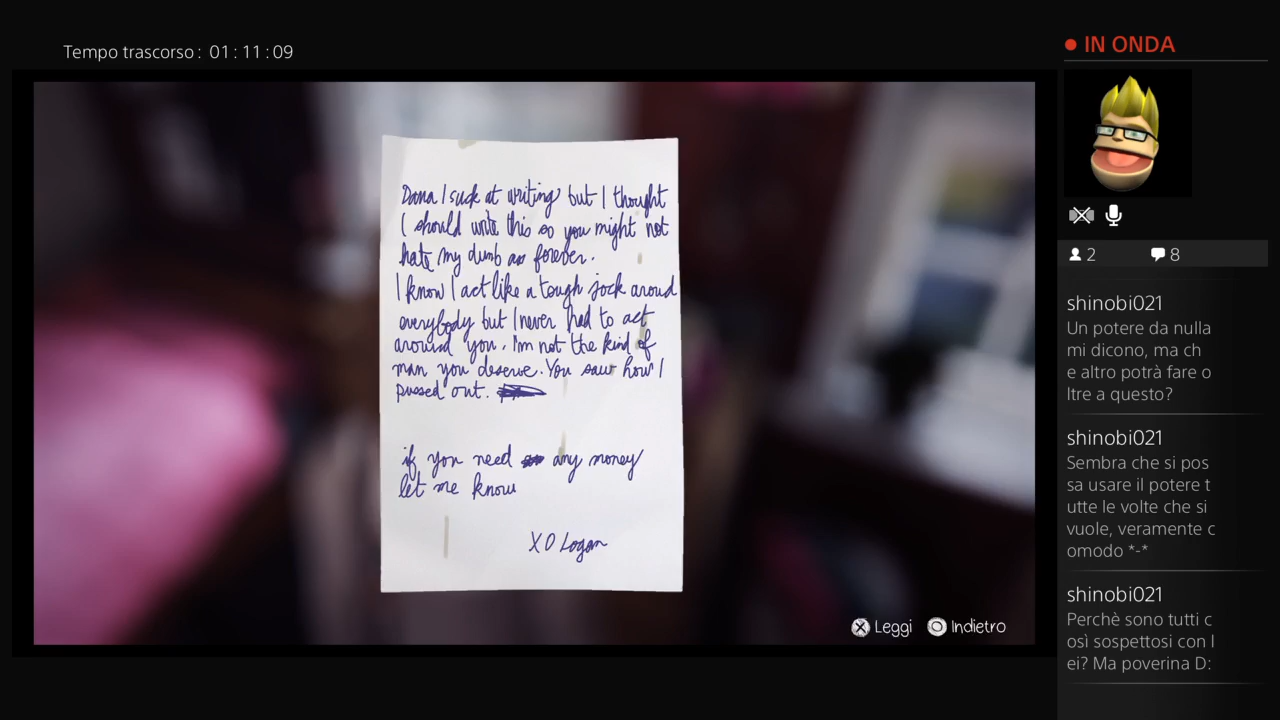 Tempo trascorso: 01:11:09
IN ONDA
Dana I suck at writing but I thought
I should write this so you might not
hate my dumb ass forever.
I know I act like a tough jock aroud
everybody but I never had to act
around you. I'm not the kind of
man you deserve. You saw how I
pussed out.
if you need any money
let me know
XO Logan
Leggi
Indietro
2
8
shinobi021
Un potere da nulla
mi dicono, ma ch
e altro potrà fare o
ltre a questo?
shinobi021
Sembra che si pos
sa usare il potere t
utte le volte che si
vuole, veramente c
omodo *-*
shinobi021
Perchè sono tutti c
osì sospettosi con l
ei? Ma poverina D: